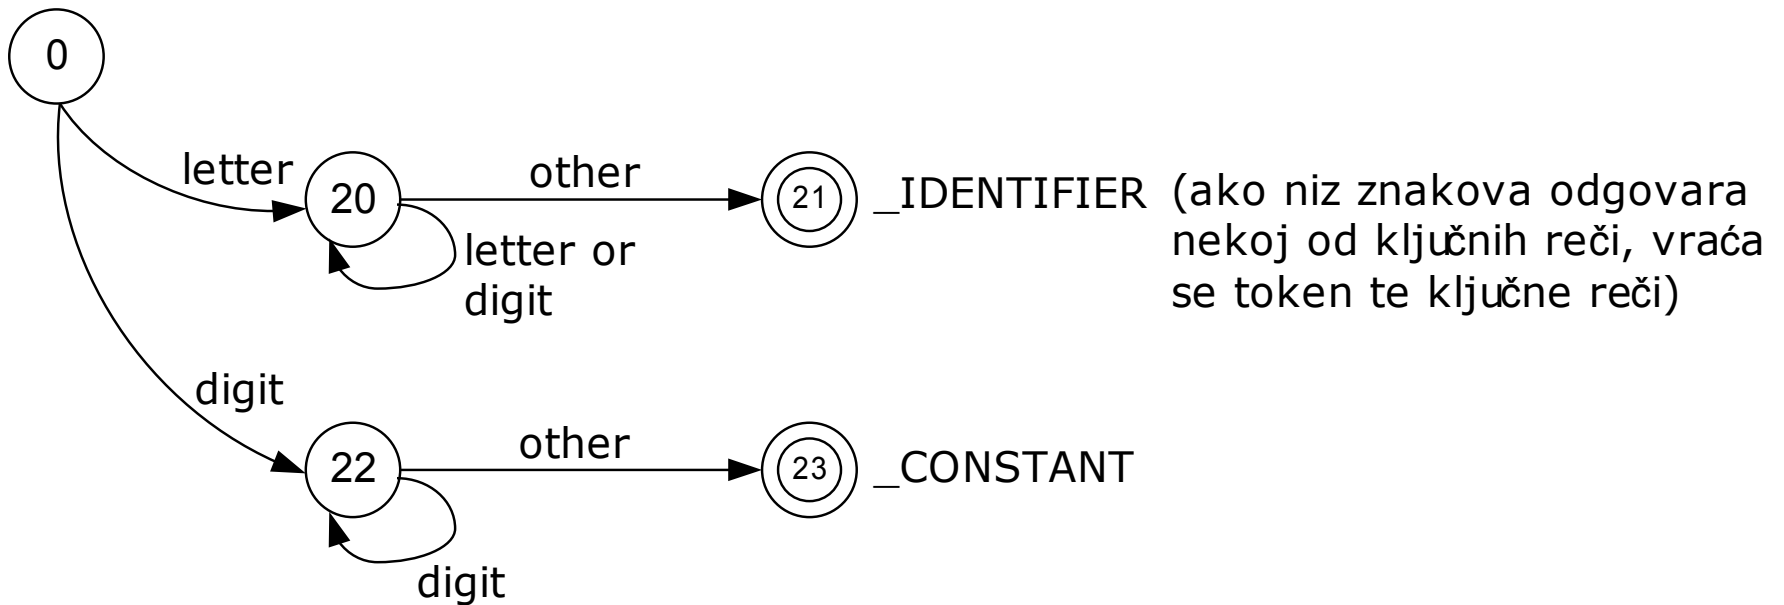 0
letter
20
other
21
_IDENTIFIER (ako niz znakova odgovara
nekoj od ključnih reči, vraća
se token te ključne reči)
letter or
digit
digit
22
other
23
_CONSTANT
digit